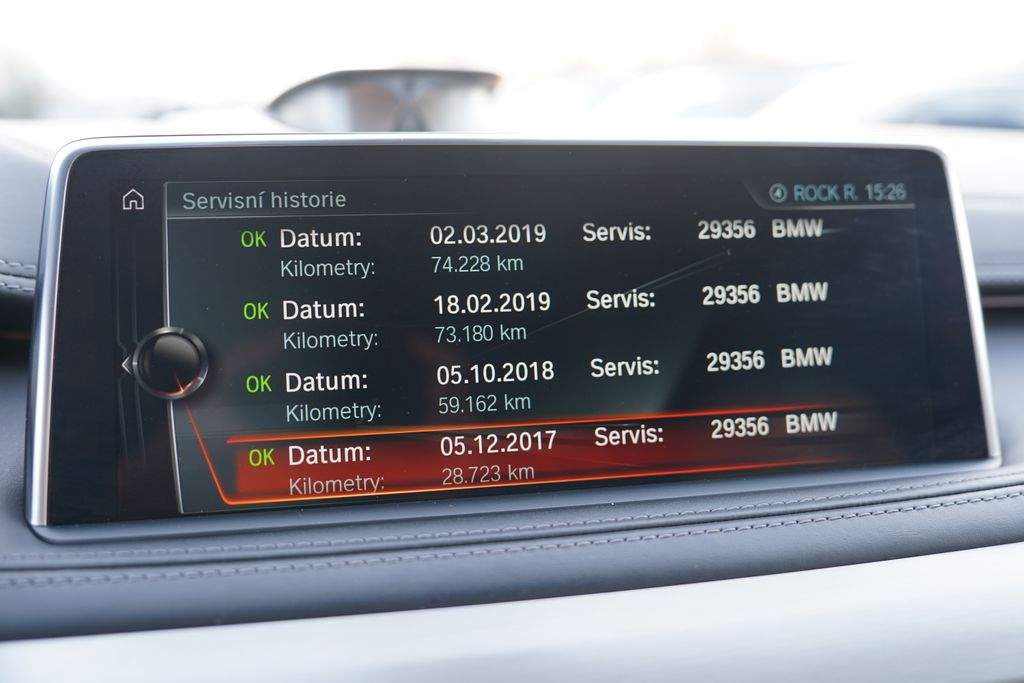 Servisní historie ROCK R. 15:26
OK Datum: 02.03.2019 Servis: 29356 BMW
Kilometry: 74.228 km
OK Datum: 18.02.2019 Servis: 29356 BMW
Kilometry: 73.180 km
OK Datum: 05.10.2018 Servis: 29356 BMW
Kilometry: 59.162 km
OK Datum: 05.12.2017 Servis: 29356 BMW
Kilometry: 28.723 km